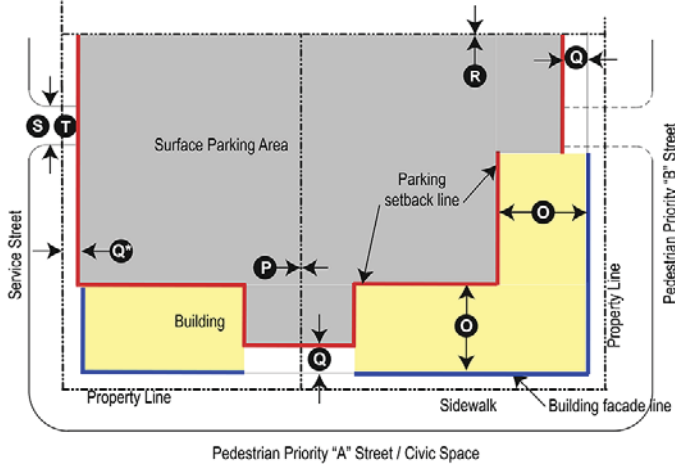 Q
R
S T
Surface Parking Area
Parking
setback line
Pedestrian Priority "B" Street
O
Service Street
Q*
P
Property Line
Building
O
Q
Property Line
Sidewalk
Building facade line
Pedestrian Priority "A" Street / Civic Space